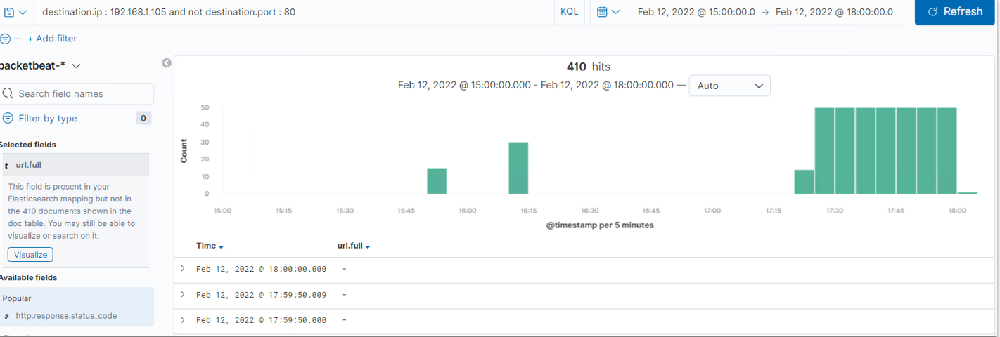 destination.ip : 192.168.1.105 and not destination.port : 80
KQL
Feb 12, 2022 @ 15:00:00.0 → Feb 12, 2022 @ 18:00:00.0
Refresh
+ Add filter
packetbeat-*
Search field names
Filter by type 0
Selected fields
t url.full
This field is present in your
Elasticsearch mapping but not in
the 410 documents shown in the
doc table. You may still be able to
visualize or search on it.
Visualize
Available fields
Popular
# http.response.status_code
410 hits
Feb 12, 2022 @ 15:00:00.000 - Feb 12, 2022 @ 18:00:00.000 —
Auto
Count
50
40
30
20
10
0
15:00 15:15 15:30 15:45 16:00 16:15 16:30 16:45 17:00 17:15 17:30 17:45 18:00
@timestamp per 5 minutes
Time url.full
Feb 12, 2022 @ 18:00:00.000 -
Feb 12, 2022 @ 17:59:50.009 -
Feb 12, 2022 @ 17:59:50.000 -